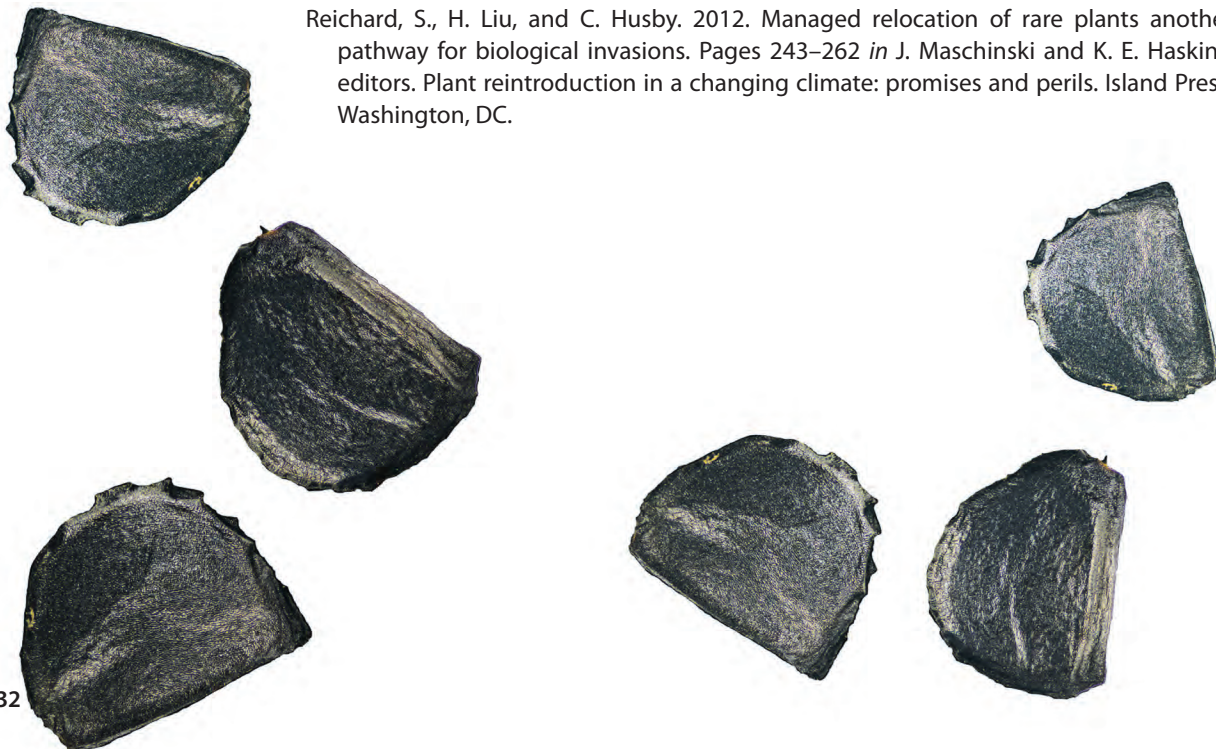 Reichard, S., H. Liu, and C. Husby. 2012. Managed relocation of rare plants anothe
pathway for biological invasions. Pages 243–262 in J. Maschinski and K. E. Haskin
editors. Plant reintroduction in a changing climate: promises and perils. Island Pres
Washington, DC.
32